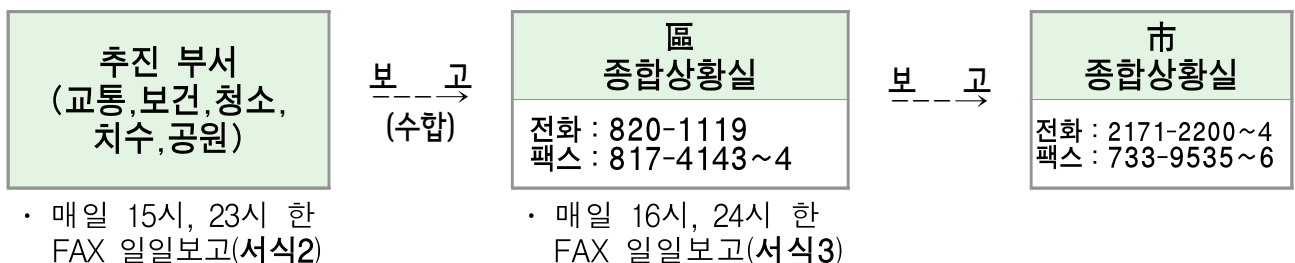 추진 부서
(교통,보건,청소,
치수,공원)
· 매일 15시, 23시 한
FAX 일일보고(서식2)
보 고
(수합)
區
종합상황실
전화 : 820-1119
팩스 : 817-4143~4
· 매일 16시, 24시 한
FAX 일일보고(서식3)
보 고
市
종합상황실
전화 : 2171-2200~4
팩스 : 733-9535~6